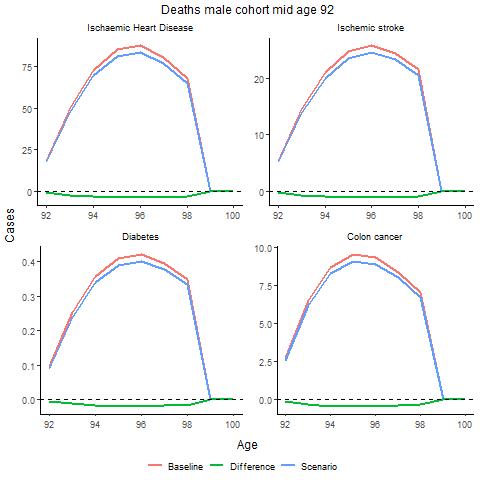 Deaths male cohort mid age 92
Ischaemic Heart Disease
Ischemic stroke
75
50
25
0
92 94 96 98 100
20
10
0
92 94 96 98 100
Cases
Diabetes
Colon cancer
0.4
0.3
0.2
0.1
0.0
92 94 96 98 100
10.0
7.5
5.0
2.5
0.0
92 94 96 98 100
Age
Baseline Difference Scenario